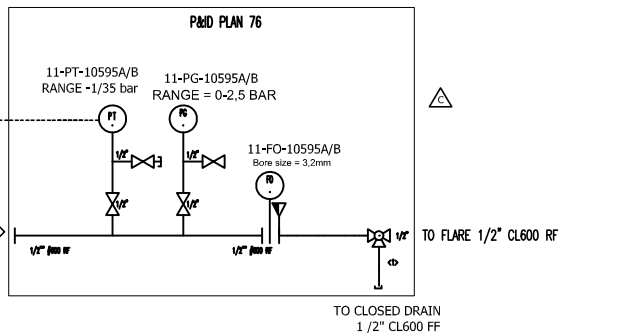 P&ID PLAN 76
11-PT-10595A/B
RANGE -1/35 bar
11-PG-10595A/B
RANGE = 0-2,5 BAR
C
PT
PG
11-FO-10595A/B
Bore size = 3,2mm
1/2"
1/2"
FO
1/2"
1/2"
1/2" #600 RF
1/2" #600 RF
1/2"
TO FLARE 1/2" CL600 RF
TO CLOSED DRAIN
1 /2" CL600 FF